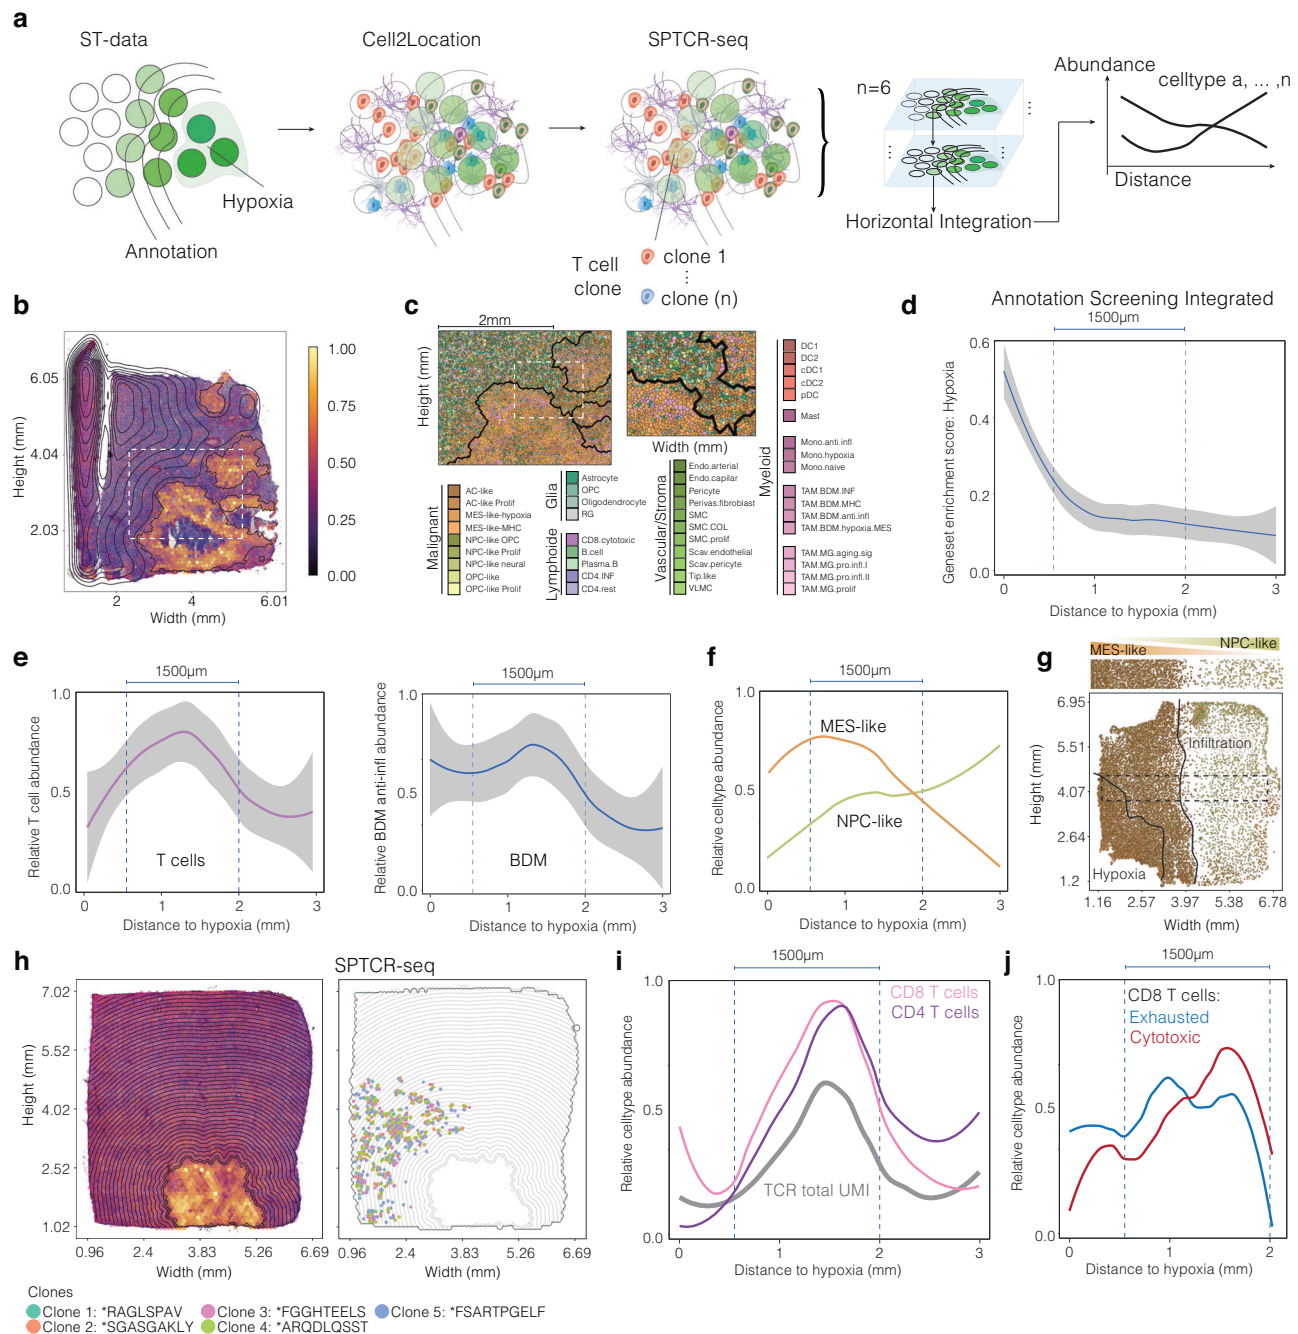 a
ST-data
Cell2Location
SPTCR-seq
Hypoxia
Annotation
T cell
clone
clone 1
clone (n)
n=6
Horizontal Integration
Abundance
celltype a, ... ,n
Distance
b
1.00
0.75
0.50
0.25
0.00
Height (mm)
6.05
4.04
2.03
2
4
6.01
Width (mm)
c
2mm
Height (mm)
Width (mm)
Malignant
AC-like
AC-like Prolif
MES-like-hypoxia
MES-like-MHC
NPC-like OPC
NPC-like Prolif
NPC-like neural
OPC-like
OPC-like Prolif
Glia
Astrocyte
OPC
Oligodendrocyte
RG
Lymphoide
CD8.cytotoxic
B.cell
Plasma.B
CD4.INF
CD4.rest
Vascular/Stroma
Endo.arterial
Endo.capilar
Pericyte
Perivas.fibroblast
SMC
SMC.COL
SMC.prolif
Scav.endothelial
Scav.pericyte
Tip.like
VLMC
Myeloid
DC1
DC2
cDC1
cDC2
pDC
Mast
Mono.anti.infl
Mono.hypoxia
Mono.naive
TAM.BDM.INF
TAM.BDM.MHC
TAM.BDM.anti.infl
TAM.BDM.hypoxia.MES
TAM.MG.aging.sig
TAM.MG.pro.infl.I
TAM.MG.pro.infl.II
TAM.MG.prolif
d
Annotation Screening Integrated
1500µm
Geneset enrichment score: Hypoxia
0.6
0.4
0.2
0.0
0
1
2
3
Distance to hypoxia (mm)
e
1500µm
Relative T cell abundance
1.0
0.5
0.0
T cells
0
1
2
3
Distance to hypoxia (mm)
1500µm
Relative BDM anti-infl abundance
1.0
0.5
0.0
BDM
0
1
2
3
Distance to hypoxia (mm)
f
1500µm
Relative celltype abundance
1.0
0.5
0.0
MES-like
NPC-like
0
1
2
3
Distance to hypoxia (mm)
g
NPC-like
MES-like
Height (mm)
6.95
5.51
4.07
2.64
1.2
Infiltration
Hypoxia
1.16
2.57
3.97
5.38
6.78
Width (mm)
h
SPTCR-seq
Height (mm)
7.02
5.52
4.02
2.52
1.02
0.96
2.4
3.83
5.26
6.69
Width (mm)
0.96
2.4
3.83
5.26
6.69
Width (mm)
Clones
Clone 1: *RAGLSPAV
Clone 3: *FGGHTEELS
Clone 5: *FSARTPGELF
Clone 2: *SGASGAKLY
Clone 4: *ARQDLQSST
i
1500µm
Relative celltype abundance
1.0
0.5
0.0
CD8 T cells
CD4 T cells
TCR total UMI
0
1
2
3
Distance to hypoxia (mm)
j
1500µm
Relative celltype abundance
1.0
0.5
0.0
CD8 T cells:
Exhausted
Cytotoxic
0
1
2
Distance to hypoxia (mm)